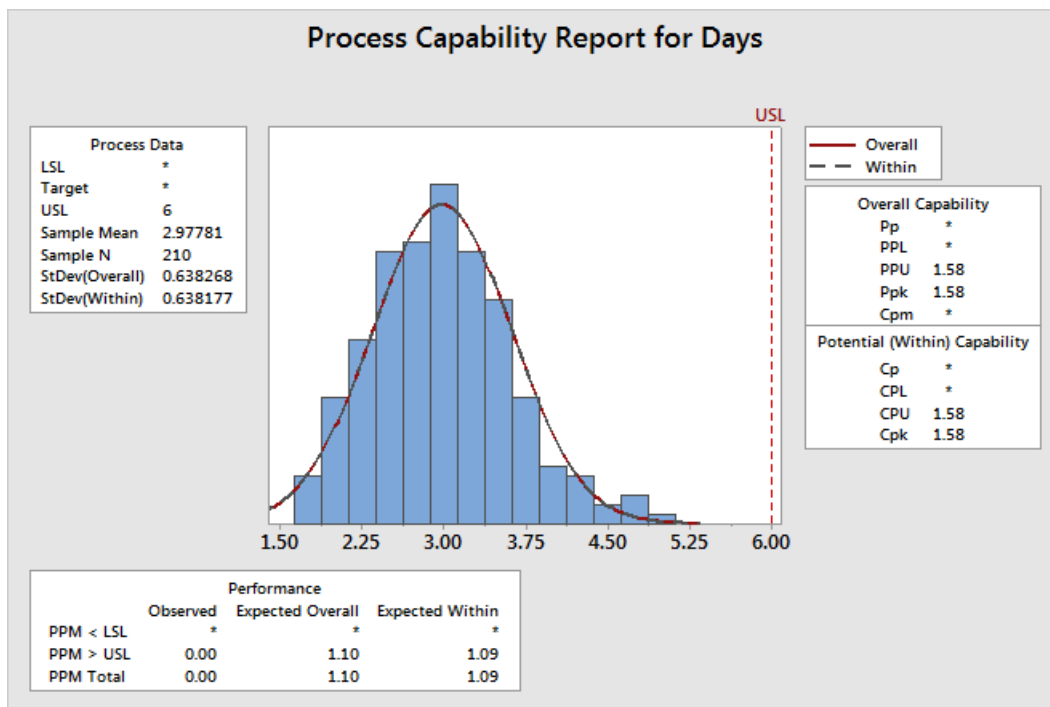 Process Capability Report for Days
USL
Process Data
LSL *
Target *
USL 6
Sample Mean 2.97781
Sample N 210
StDev(Overall) 0.638268
StDev(Within) 0.638177
Overall
Within
Overall Capability
Pp *
PPL *
PPU 1.58
Ppk 1.58
Cpm *
Potential (Within) Capability
Cp *
CPL *
CPU 1.58
Cpk 1.58
1.50 2.25 3.00 3.75 4.50 5.25 6.00
Performance
Observed Expected Overall Expected Within
PPM < LSL * * *
PPM > USL 0.00 1.10 1.09
PPM Total 0.00 1.10 1.09